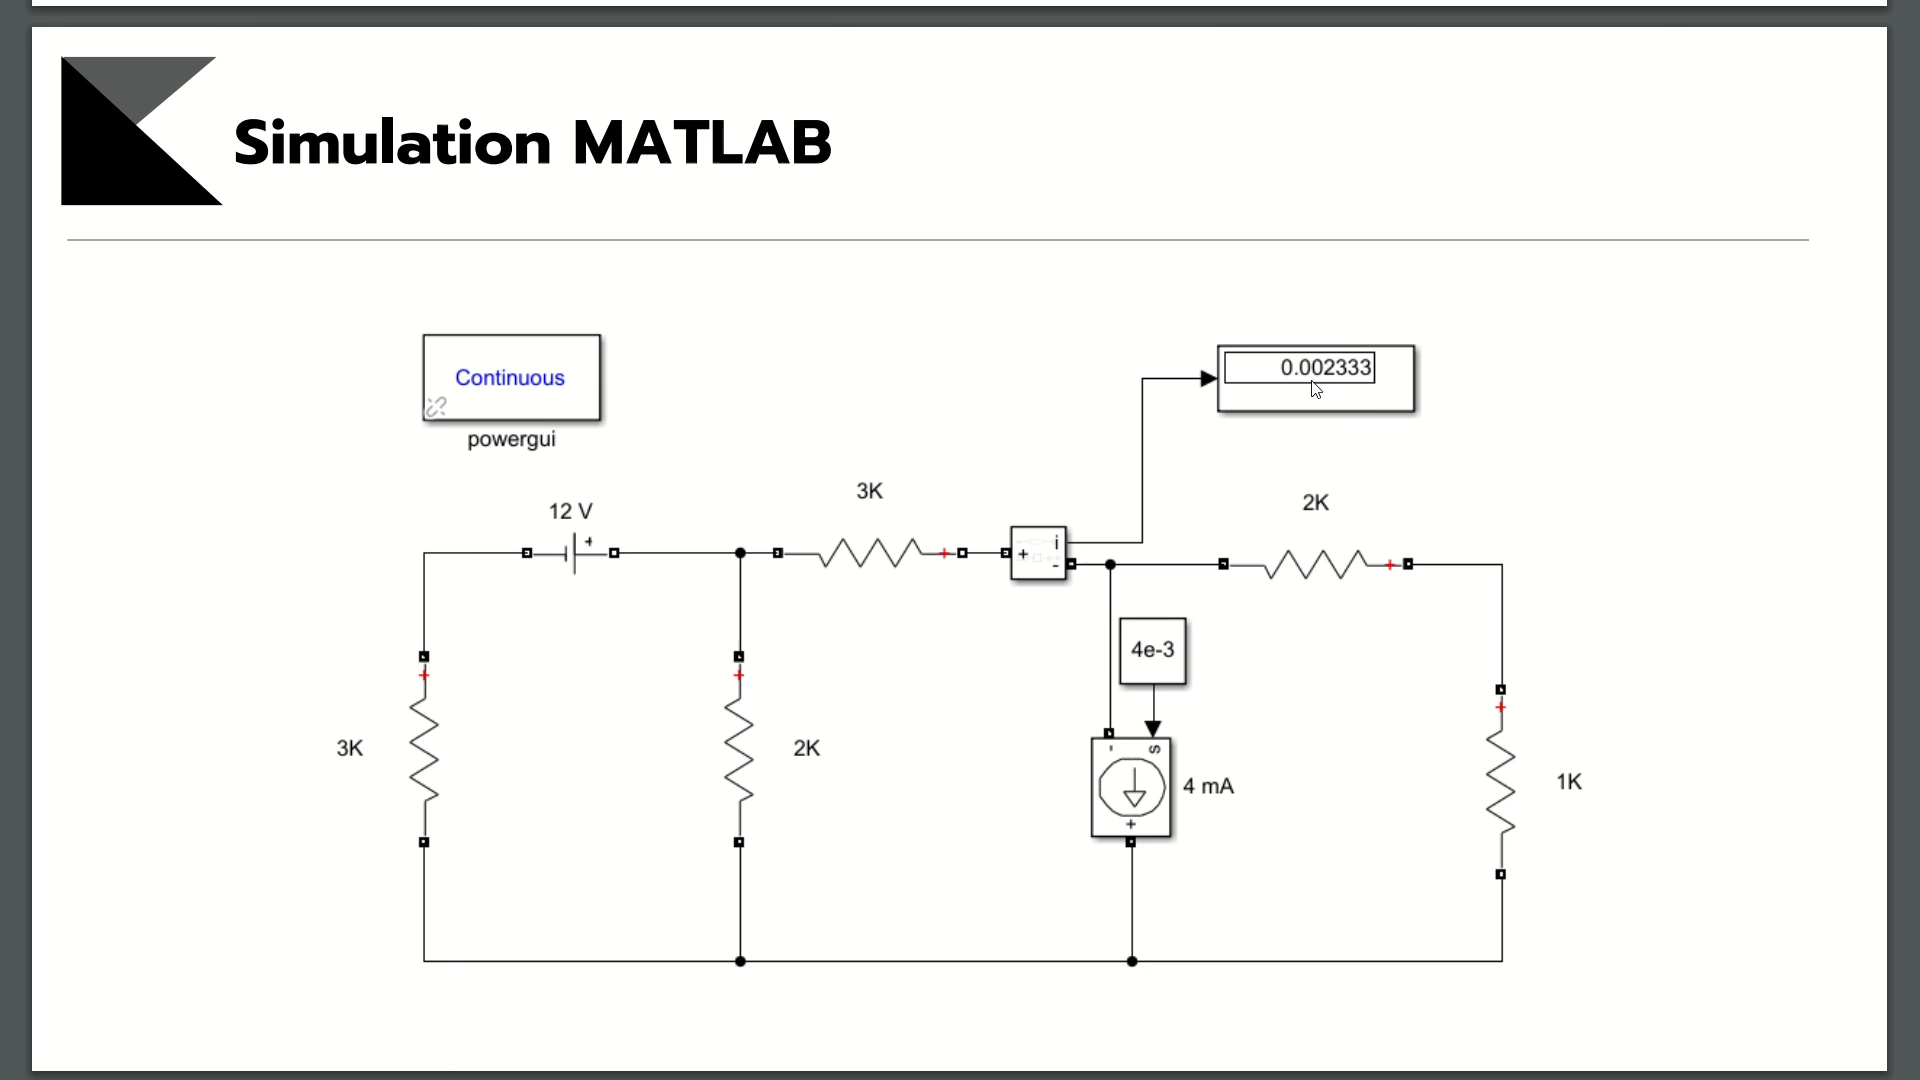 Simulation MATLAB
Continuous
powergui
0.002333
12 V
3K
2K
+
+
+
+
i
-
4e-3
+
+
+
3K
2K
- s
4 mA
+
1K